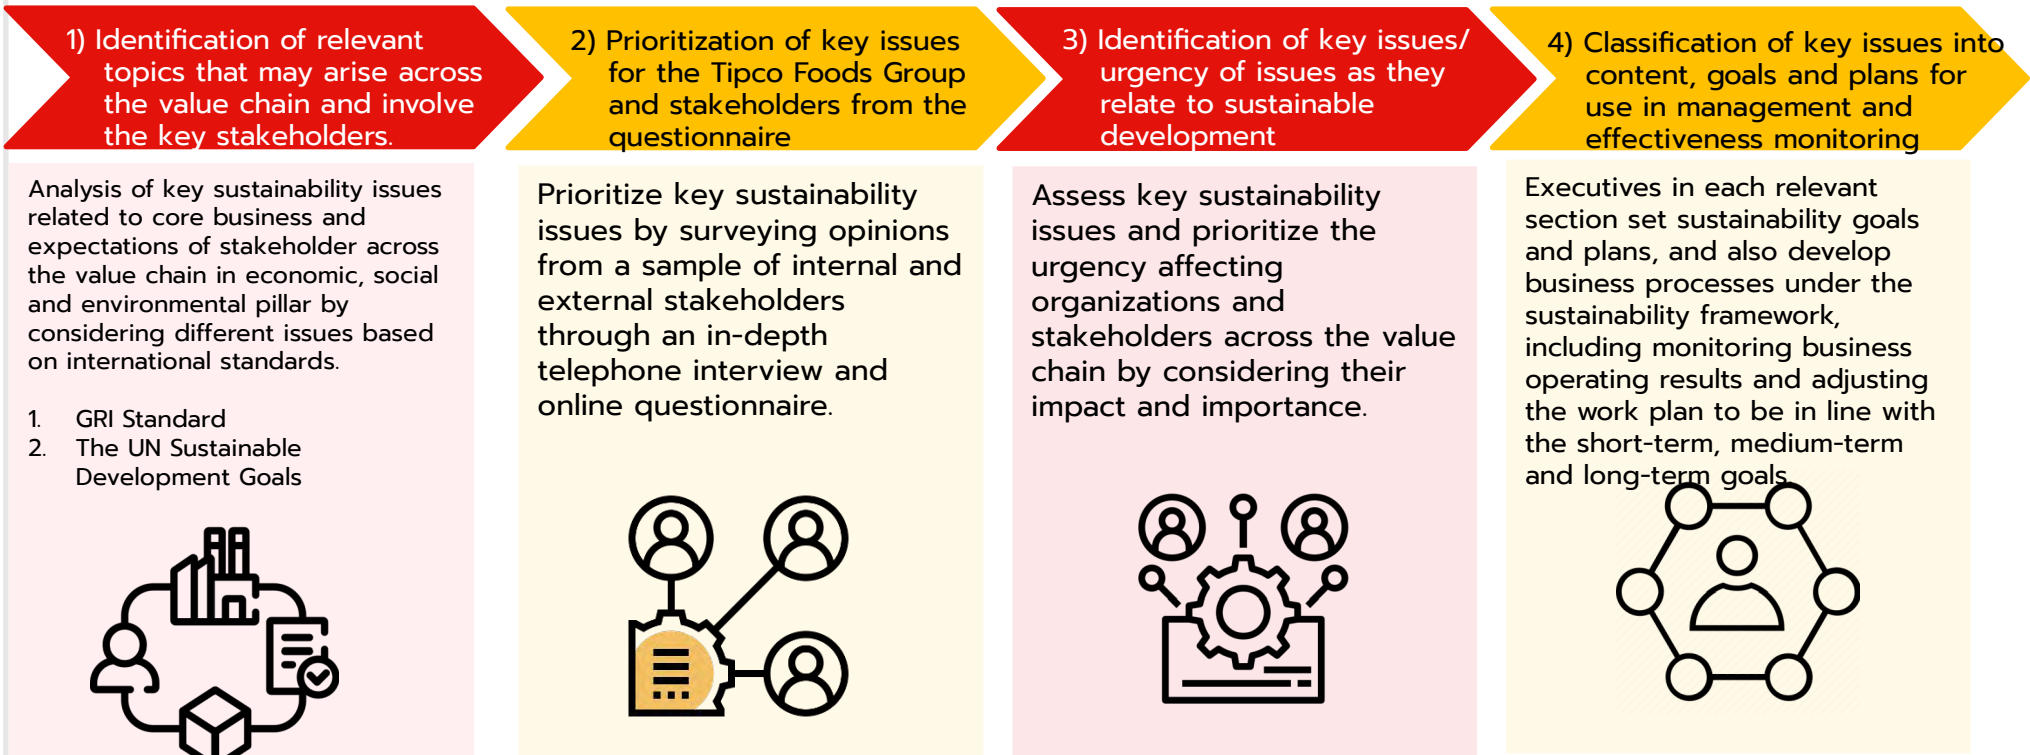 1) Identification of relevant
topics that may arise across
the value chain and involve
the key stakeholders.
Analysis of key sustainability issues
related to core business and
expectations of stakeholder across
the value chain in economic, social
and environmental pillar by
considering different issues based
on international standards.
1. GRI Standard
2. The UN Sustainable
Development Goals
2) Prioritization of key issues
for the Tipco Foods Group
and stakeholders from the
questionnaire
Prioritize key sustainability
issues by surveying opinions
from a sample of internal and
external stakeholders
through an in-depth
telephone interview and
online questionnaire.
3) Identification of key issues/
urgency of issues as they
relate to sustainable
development
Assess key sustainability
issues and prioritize the
urgency affecting
organizations and
stakeholders across the value
chain by considering their
impact and importance.
4) Classification of key issues into
content, goals and plans for
use in management and
effectiveness monitoring
Executives in each relevant
section set sustainability goals
and plans, and also develop
business processes under the
sustainability framework,
including monitoring business
operating results and adjusting
the work plan to be in line with
the short-term, medium-term
and long-term goals.